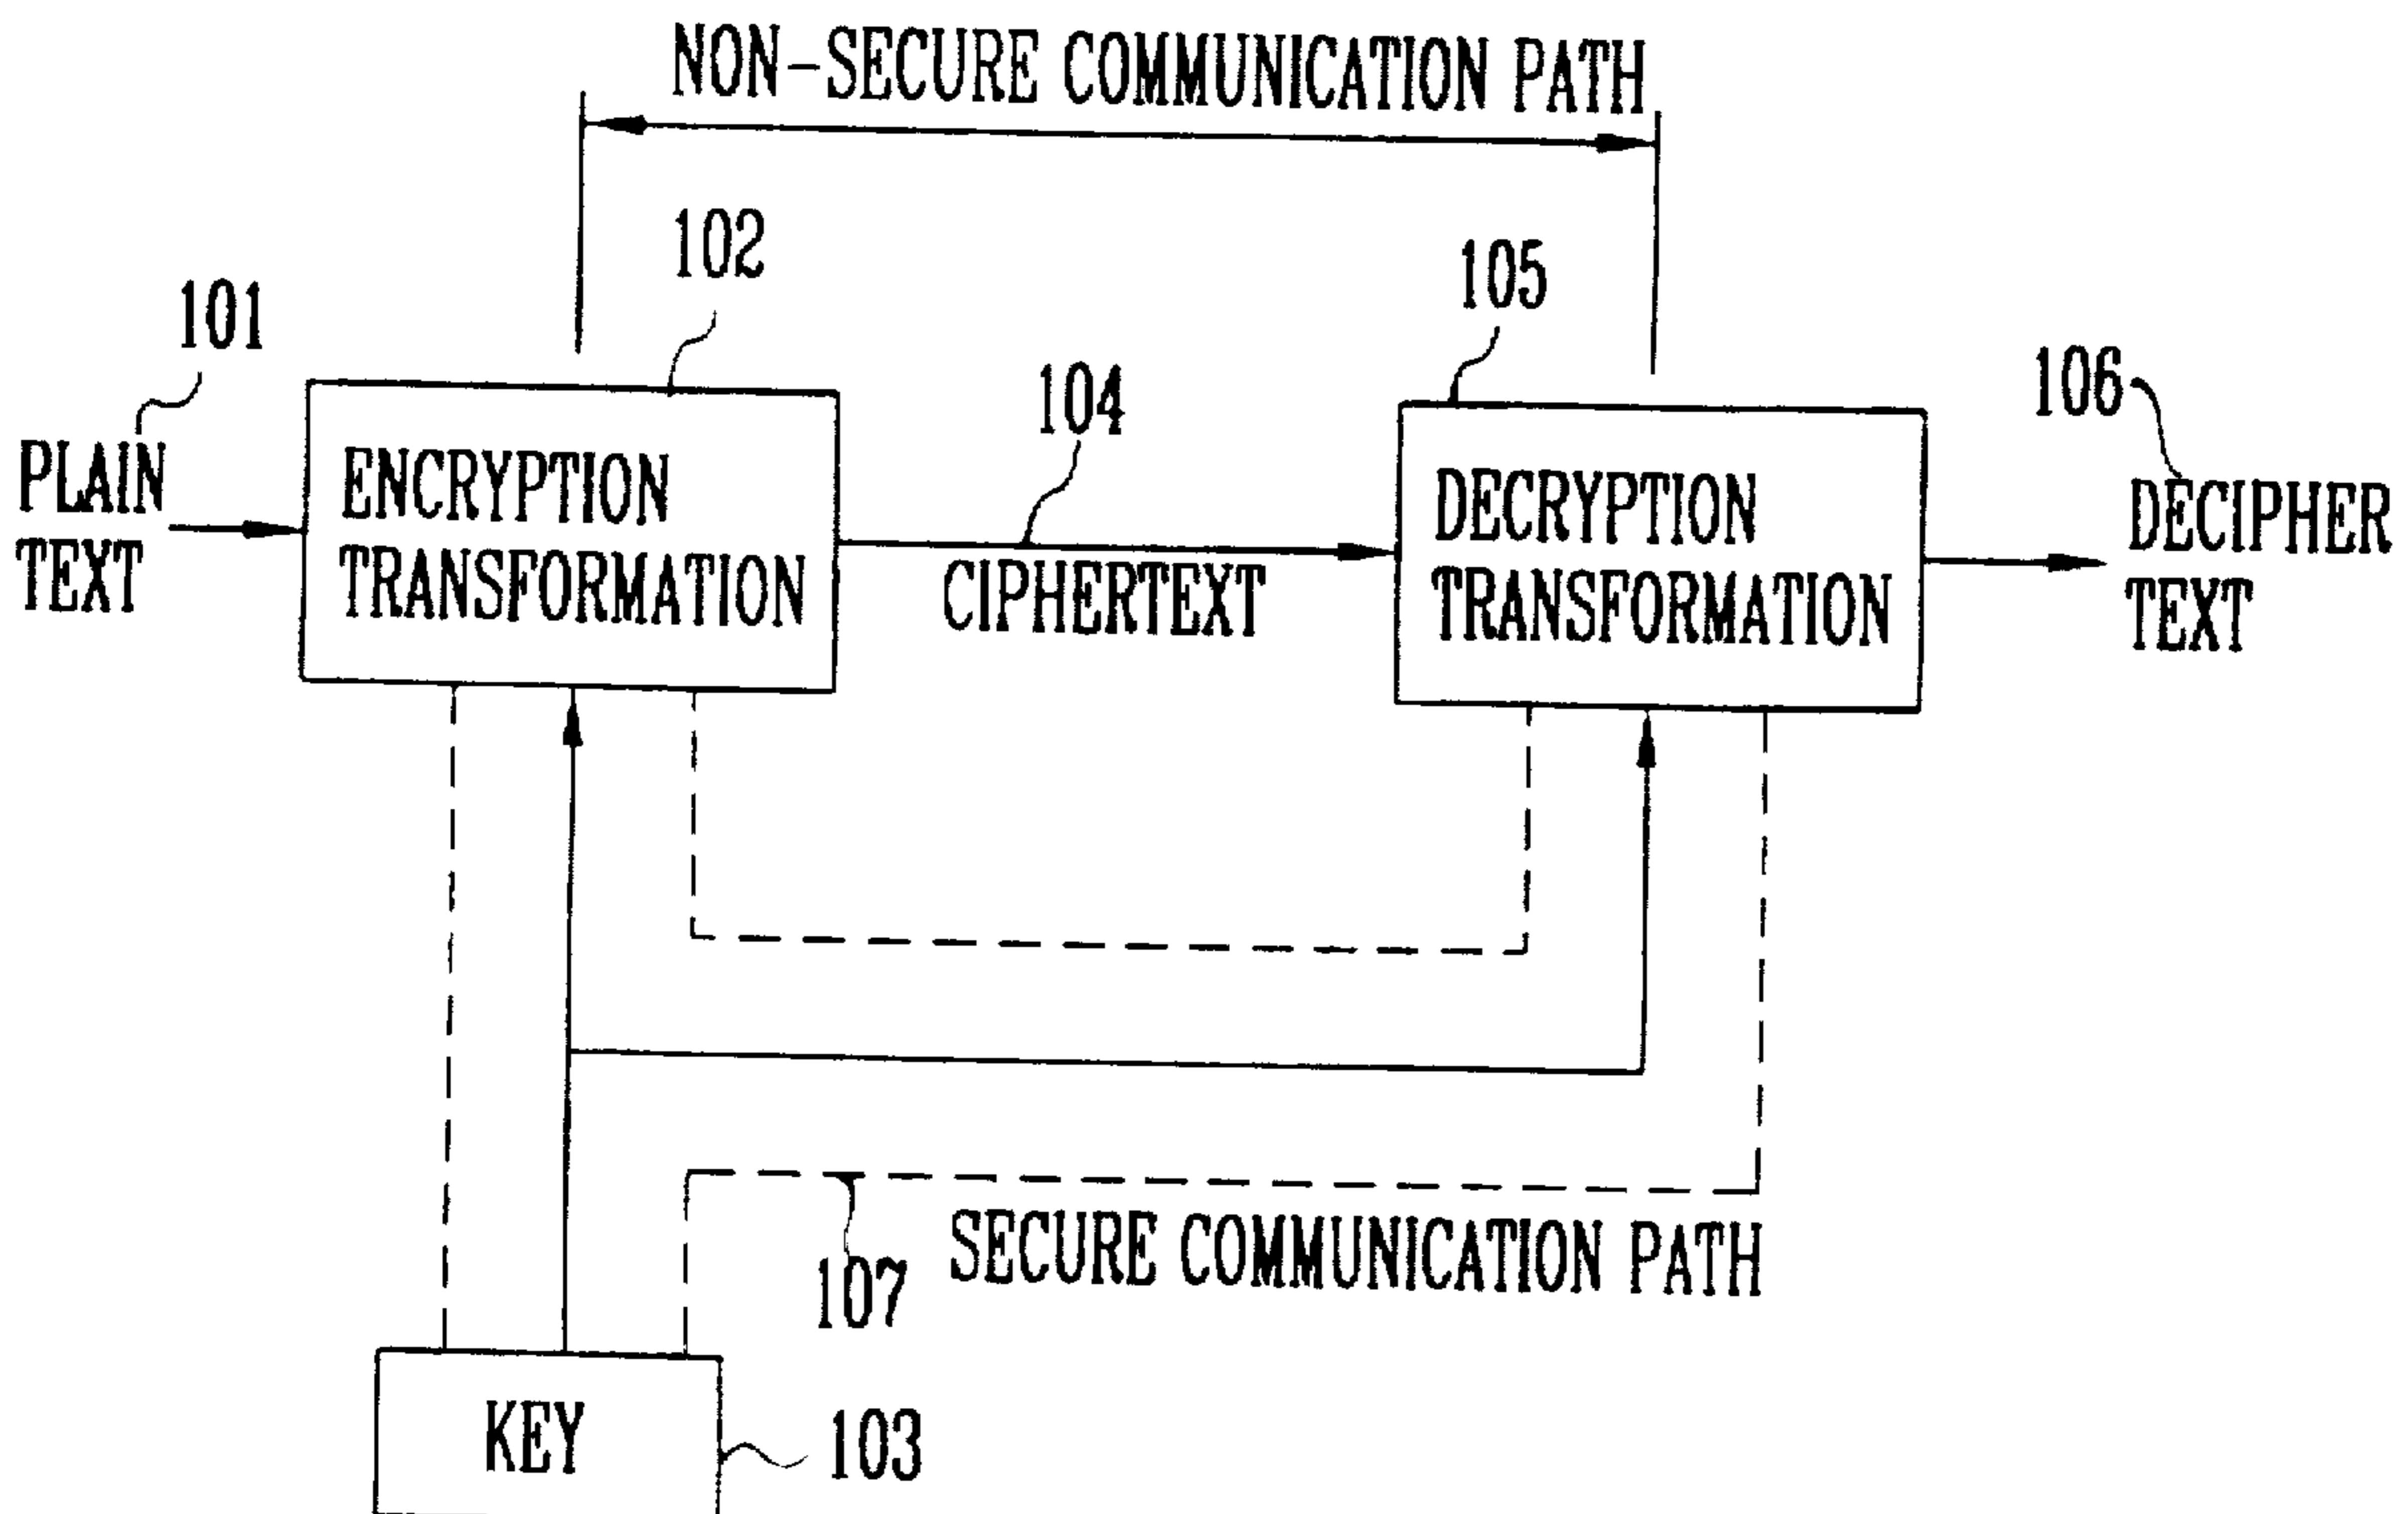 NON-SECURE COMMUNICATION PATH
102
105
101
104
106
PLAIN
TEXT
ENCRYPTION
TRANSFORMATION
CIPHERTEXT
DECRYPTION
TRANSFORMATION
DECIPHER
TEXT
107
SECURE COMMUNICATION PATH
KEY
103